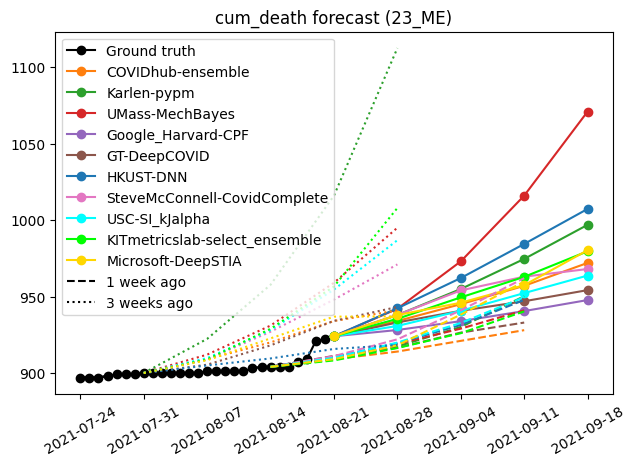 cum_death forecast (23_ME)
Ground truth
COVIDhub-ensemble
Karlen-pypm
UMass-MechBayes
Google_Harvard-CPF
GT-DeepCOVID
HKUST-DNN
SteveMcConnell-CovidComplete
USC-SI_kJalpha
KITmetricslab-select_ensemble
Microsoft-DeepSTIA
1 week ago
3 weeks ago
1100
1050
1000
950
900
2021-07-24 2021-07-31 2021-08-07 2021-08-14 2021-08-21 2021-08-28 2021-09-04 2021-09-11 2021-09-18